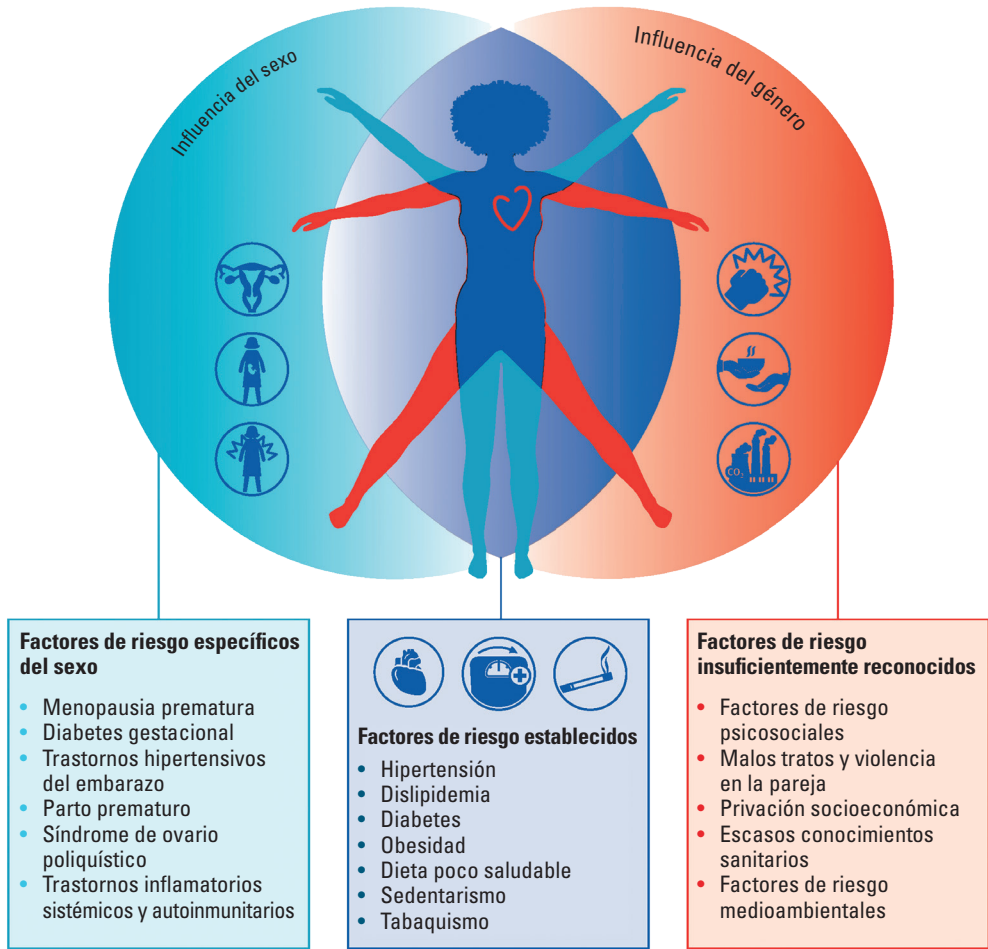 Influencia del sexo
Influencia del género
CO₂
Factores de riesgo específicos
del sexo
• Menopausia prematura
• Diabetes gestacional
• Trastornos hipertensivos
del embarazo
• Parto prematuro
• Síndrome de ovario
poliquístico
• Trastornos inflamatorios
sistémicos y autoinmunitarios
Factores de riesgo establecidos
• Hipertensión
• Dislipidemia
• Diabetes
• Obesidad
• Dieta poco saludable
• Sedentarismo
• Tabaquismo
Factores de riesgo
insuficientemente reconocidos
• Factores de riesgo
psicosociales
• Malos tratos y violencia
en la pareja
• Privación socioeconómica
• Escasos conocimientos
sanitarios
• Factores de riesgo
medioambientales